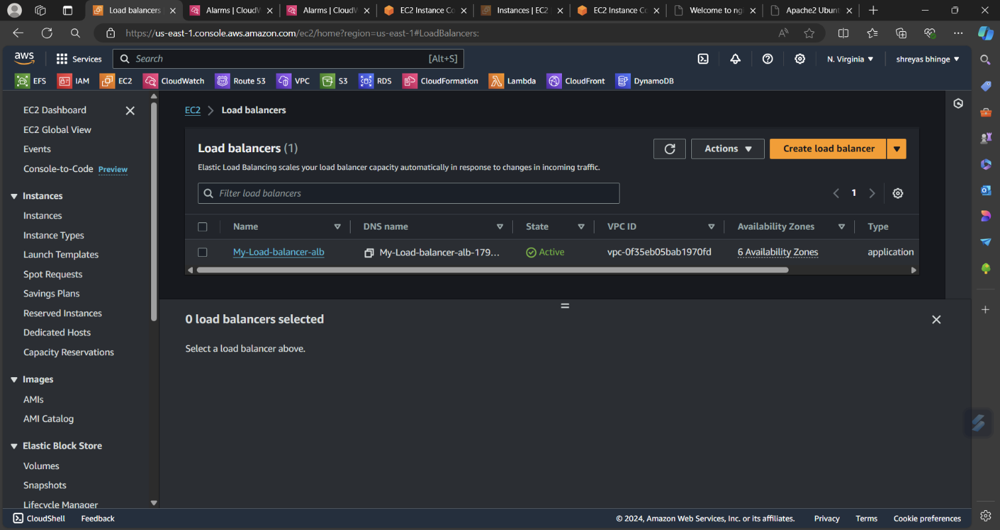 Load balancers
Alarms | CloudW
Alarms | CloudW
EC2 Instance Co
Instances | EC2
EC2 Instance Co
Welcome to ngi
Apache2 Ubunt
https://us-east-1.console.aws.amazon.com/ec2/home?region=us-east-1#LoadBalancers:
aws
Services
Search
[Alt+S]
N. Virginia
shreyas bhinge
EFS
IAM
EC2
CloudWatch
Route 53
VPC
S3
RDS
CloudFormation
Lambda
CloudFront
DynamoDB
EC2 Dashboard
EC2 Global View
Events
Console-to-Code Preview
Instances
Instances
Instance Types
Launch Templates
Spot Requests
Savings Plans
Reserved Instances
Dedicated Hosts
Capacity Reservations
Images
AMIs
AMI Catalog
Elastic Block Store
Volumes
Snapshots
Lifecycle Manager
EC2 > Load balancers
Load balancers (1)
Actions
Create load balancer
Elastic Load Balancing scales your load balancer capacity automatically in response to changes in incoming traffic.
Filter load balancers
1
Name DNS name State VPC ID Availability Zones Type
My-Load-balancer-alb My-Load-balancer-alb-179... Active vpc-0f35eb05bab1970fd 6 Availability Zones application
0 load balancers selected
Select a load balancer above.
CloudShell
Feedback
© 2024, Amazon Web Services, Inc. or its affiliates.
Privacy
Terms
Cookie preferences